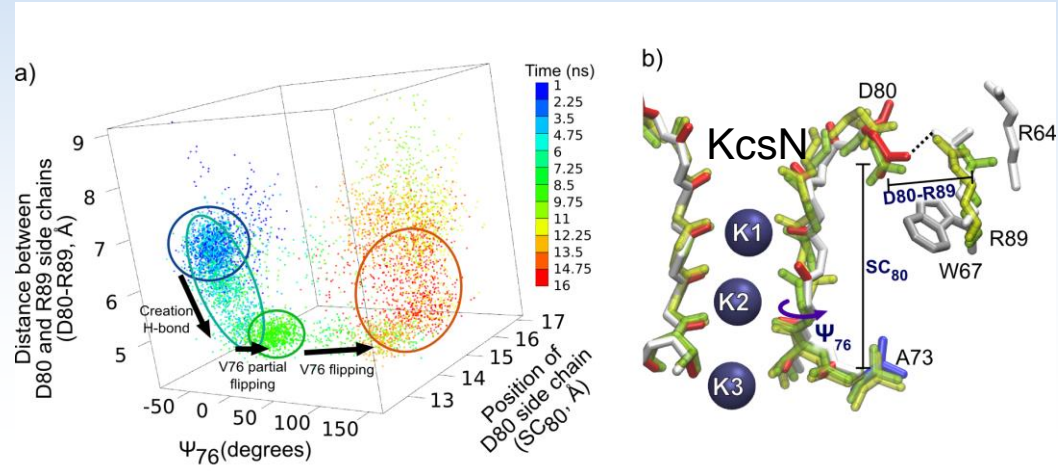 a)
Distance between
D80 and R89 side chains
(D80-R89, Å)
9
8
7
6
5
Creation
H-bond
V76 partial
flipping
V76 flipping
-50
0
50
100
150
Ψ76(degrees)
13
14
15
16
17
Position of
D80 side chain
(SC80, Å)
Time (ns)
1
2.25
3.5
4.75
6
7.25
8.5
9.75
11
12.25
13.5
14.75
16
b)
KcsN
D80
R64
D80-R89
R89
W67
SC80
K1
K2
K3
Ψ76
A73